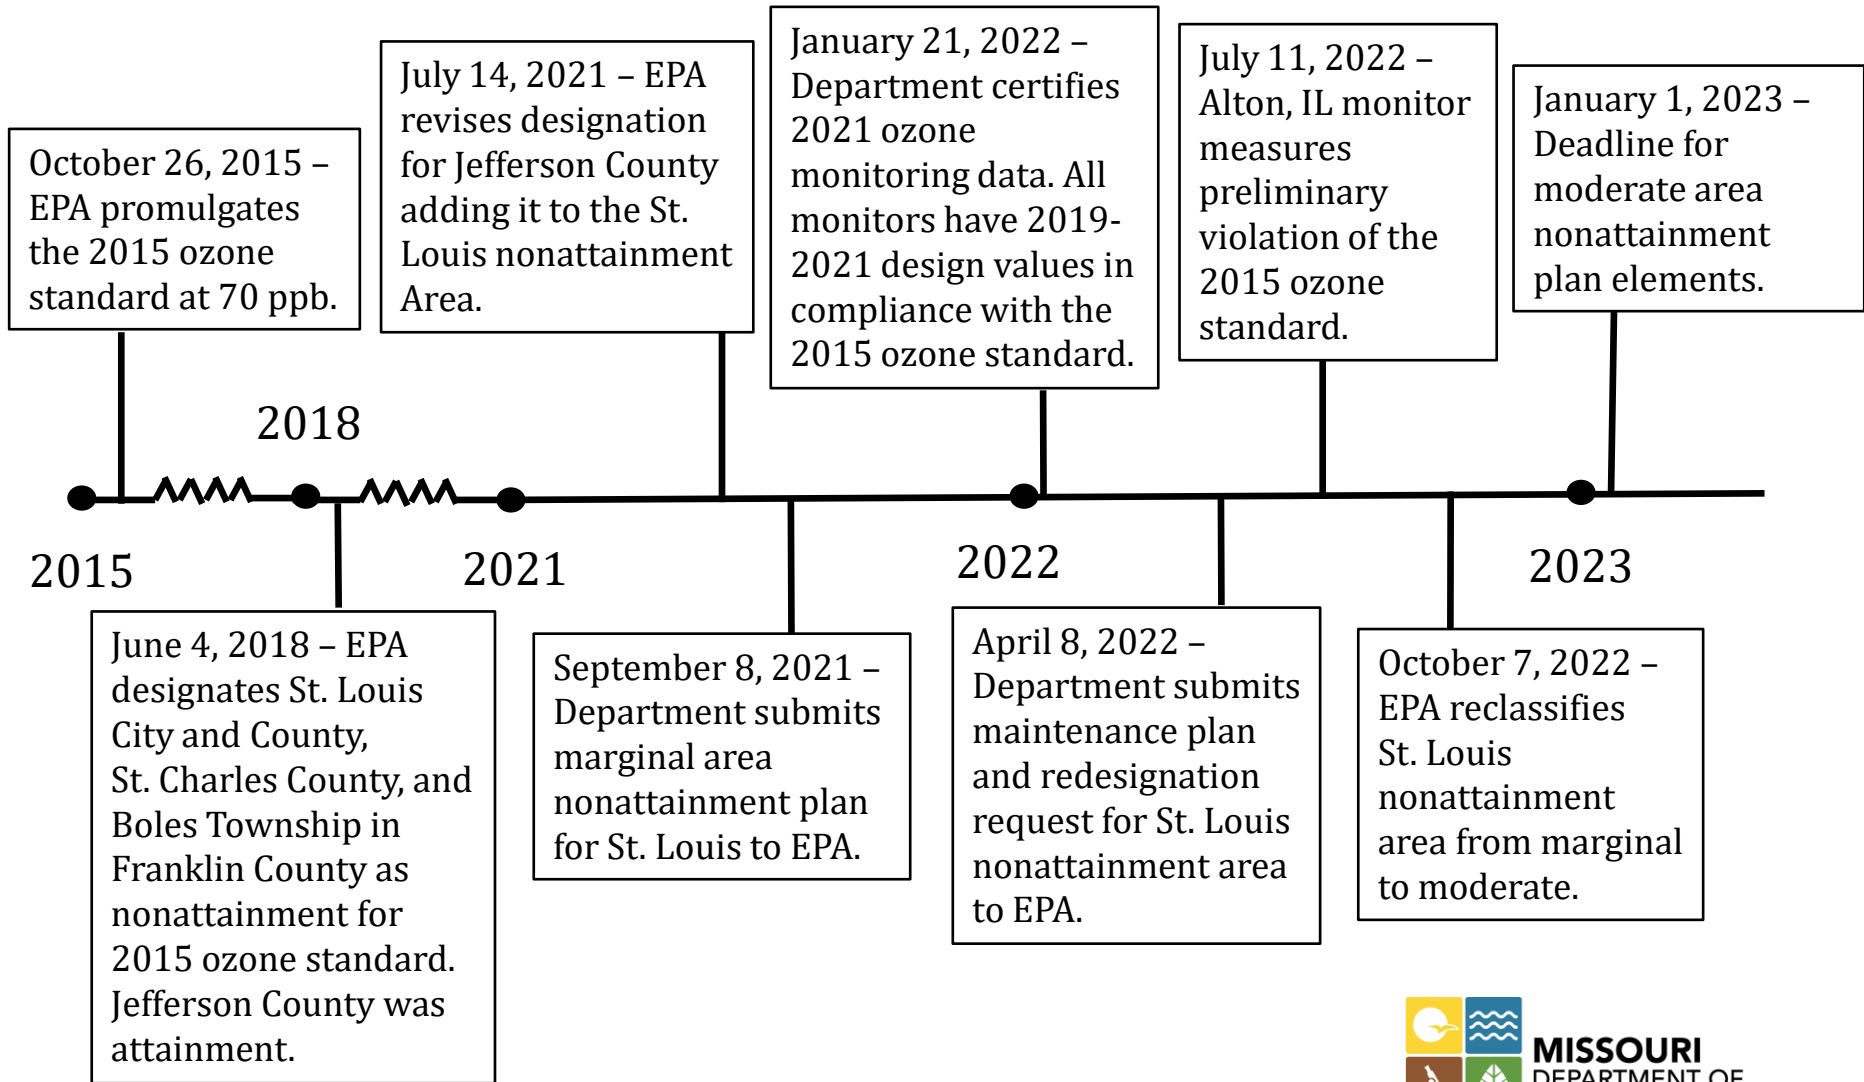 October 26, 2015 –
EPA promulgates
the 2015 ozone
standard at 70 ppb.
July 14, 2021 – EPA
revises designation
for Jefferson County
adding it to the St.
Louis nonattainment
Area.
January 21, 2022 –
Department certifies
2021 ozone
monitoring data. All
monitors have 2019-
2021 design values in
compliance with the
2015 ozone standard.
July 11, 2022 –
Alton, IL monitor
measures
preliminary
violation of the
2015 ozone
standard.
January 1, 2023 –
Deadline for
moderate area
nonattainment
plan elements.
2018
2015
2021
2022
2023
June 4, 2018 – EPA
designates St. Louis
City and County,
St. Charles County, and
Boles Township in
Franklin County as
nonattainment for
2015 ozone standard.
Jefferson County was
attainment.
September 8, 2021 –
Department submits
marginal area
nonattainment plan
for St. Louis to EPA.
April 8, 2022 –
Department submits
maintenance plan
and redesignation
request for St. Louis
nonattainment area
to EPA.
October 7, 2022 –
EPA reclassifies
St. Louis
nonattainment
area from marginal
to moderate.
MISSOURI
DEPARTMENT OF